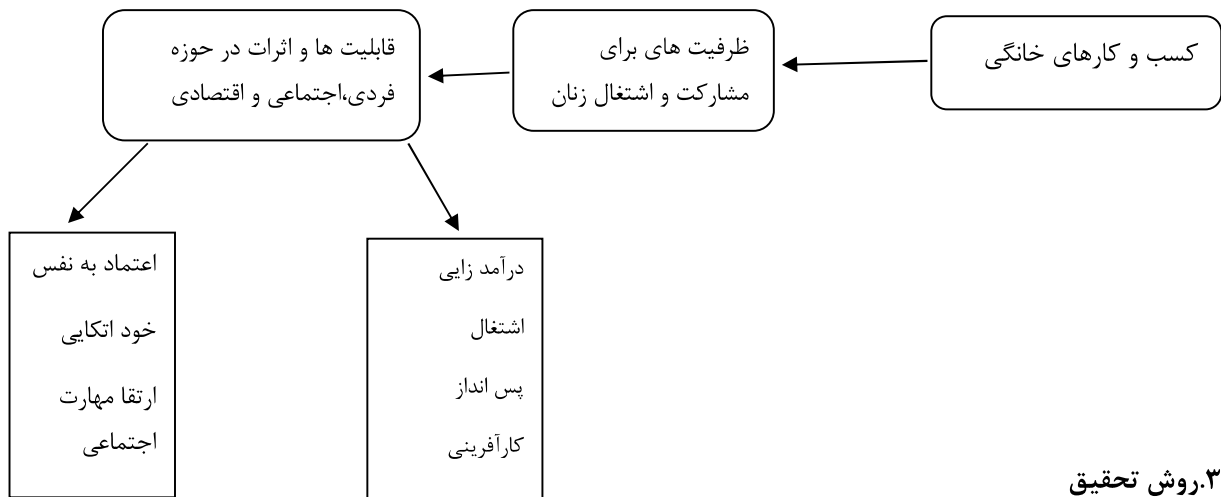 کسب و کارهای خانگی
ظرفیت های برای
مشارکت و اشتغال زنان
قابلیت ها و اثرات در حوزه
فردی،اجتماعی و اقتصادی
درآمد زایی
اشتغال
پس انداز
کارآفرینی
اعتماد به نفس
خود اتکایی
ارتقا مهارت
اجتماعی
۳.روش تحقیق